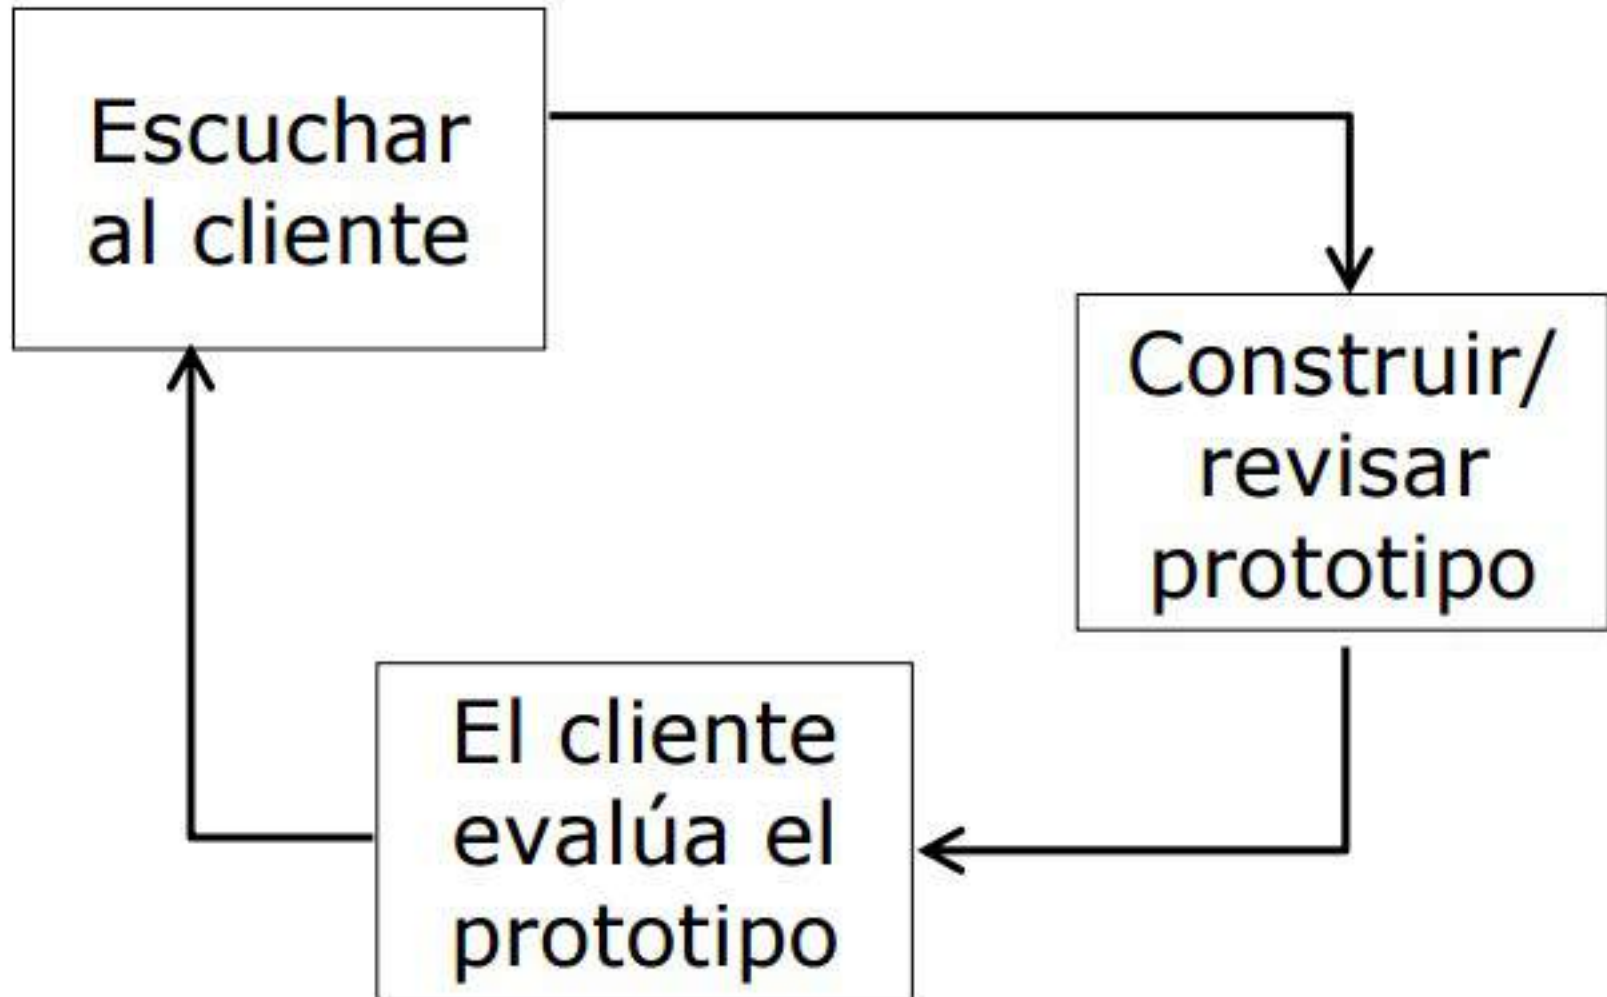 Escuchar
al cliente
Construir/
revisar
prototipo
El cliente
evalúa el
prototipo